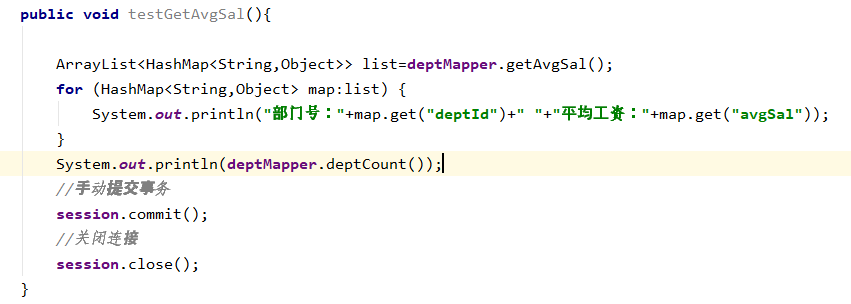 public void testGetAvgSal(){
ArrayList<HashMap<String,Object>> list=deptMapper.getAvgSal();
for (HashMap<String,Object> map:list) {
System.out.println("部门号："+map.get("deptId")+" "+"平均工资："+map.get("avgSal"));
}
System.out.println(deptMapper.deptCount());
//手动提交事务
session.commit();
//关闭连接
session.close();
}